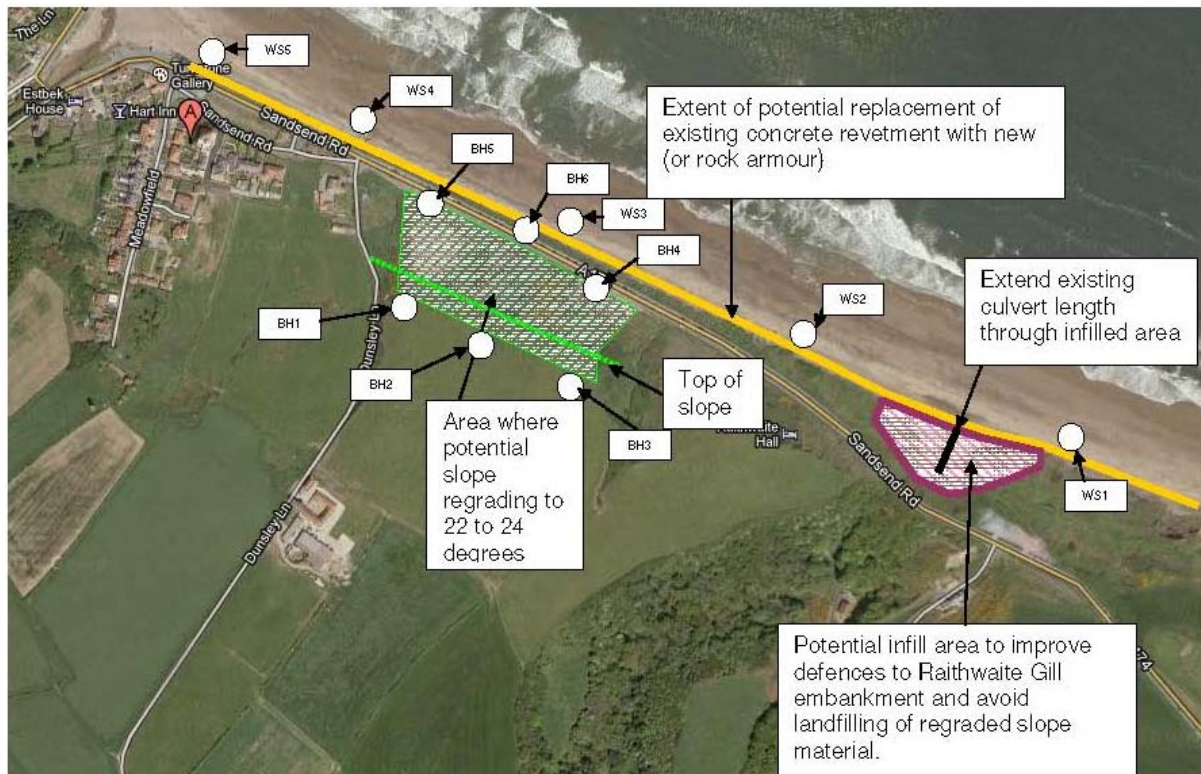 The Ln
WS5
Turnstone
Gallery
Estbek
House
Hart Inn
A
Sandsend Rd
Sandsend Rd
WS4
Extent of potential replacement of
existing concrete revetment with new
(or rock armour)
BH5
BH6
WS3
BH4
Meadowfield
Extend existing
culvert length
through infilled area
WS2
BH1
Dunsley Ln
BH2
Top of
slope
BH3
Area where
potential
slope
regrading to
22 to 24
degrees
Raithwaite
Hall
Sandsend Rd
WS1
Dunsley Ln
Potential infill area to improve
defences to Raithwaite Gill
embankment and avoid
landfilling of regraded slope
material.